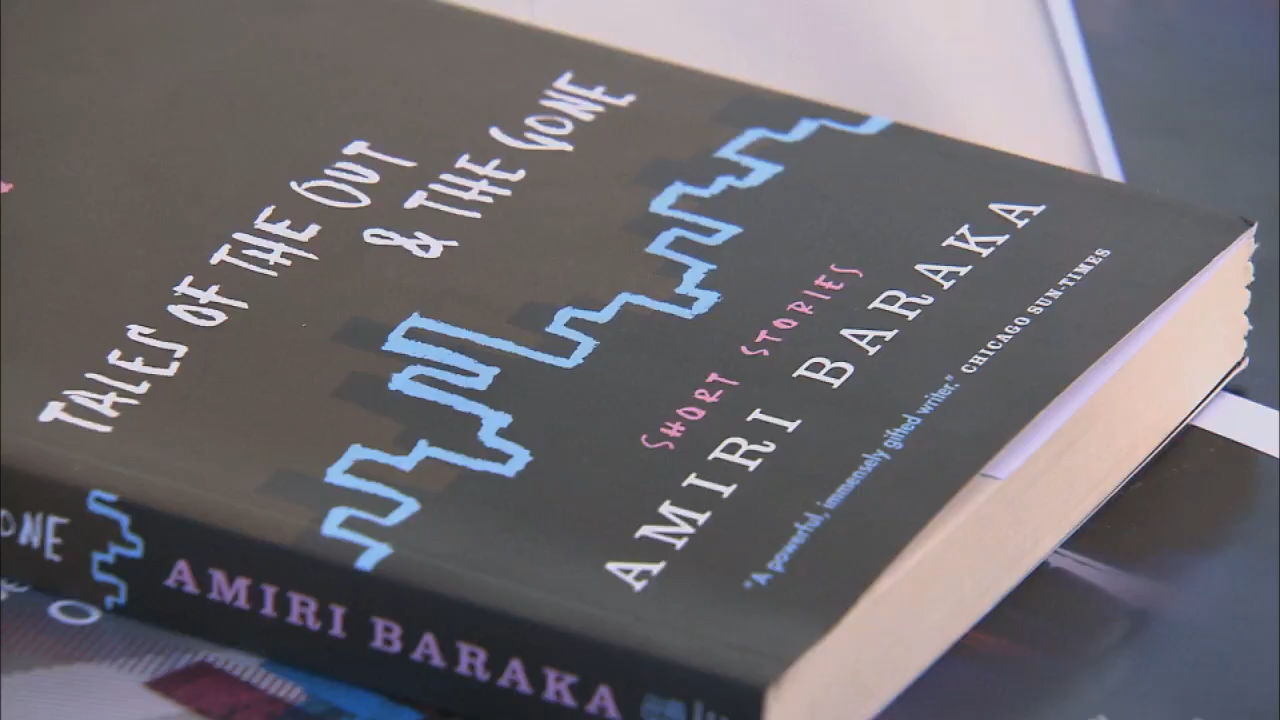 TALES OF THE OUT
& THE GONE
SHORT STORIES
AMIRI BARAKA
"A powerful, immensely gifted writer." CHICAGO SUN-TIMES
ONE
AMIRI BARAKA